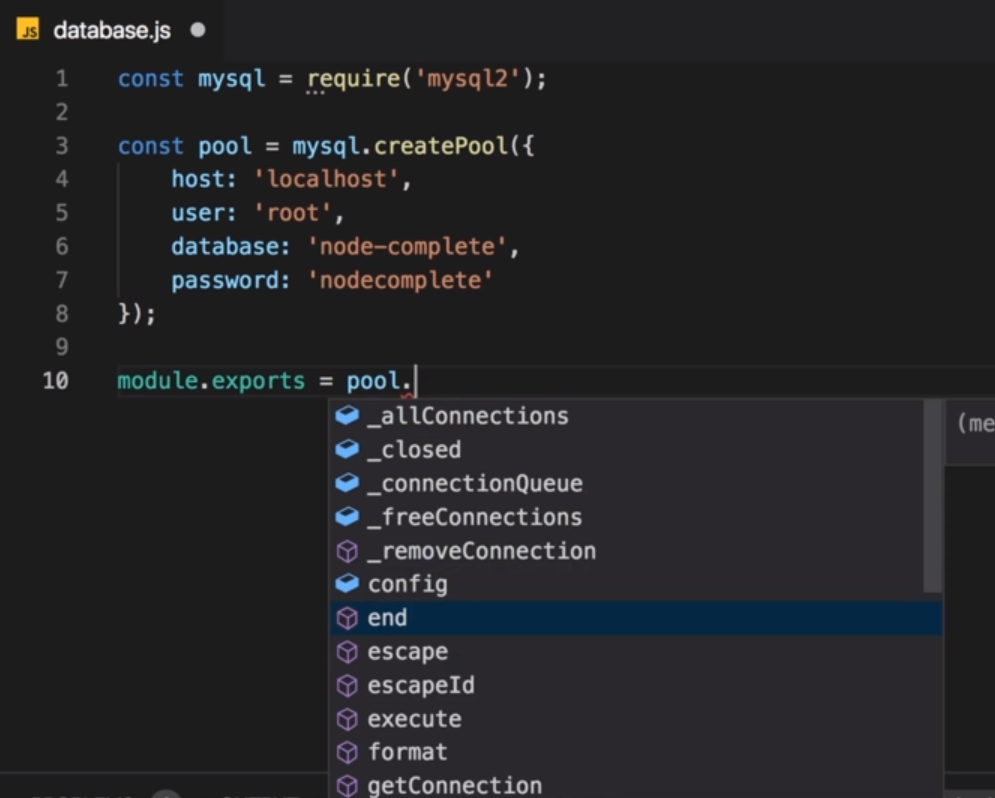 JS database.js
1 const mysql = require('mysql2');
2
3 const pool = mysql.createPool({
4 host: 'localhost',
5 user: 'root',
6 database: 'node-complete',
7 password: 'nodecomplete'
8 });
9
10 module.exports = pool.
_allConnections
(me
_closed
_connectionQueue
_freeConnections
_removeConnection
config
end
escape
escapeId
execute
format
getConnection